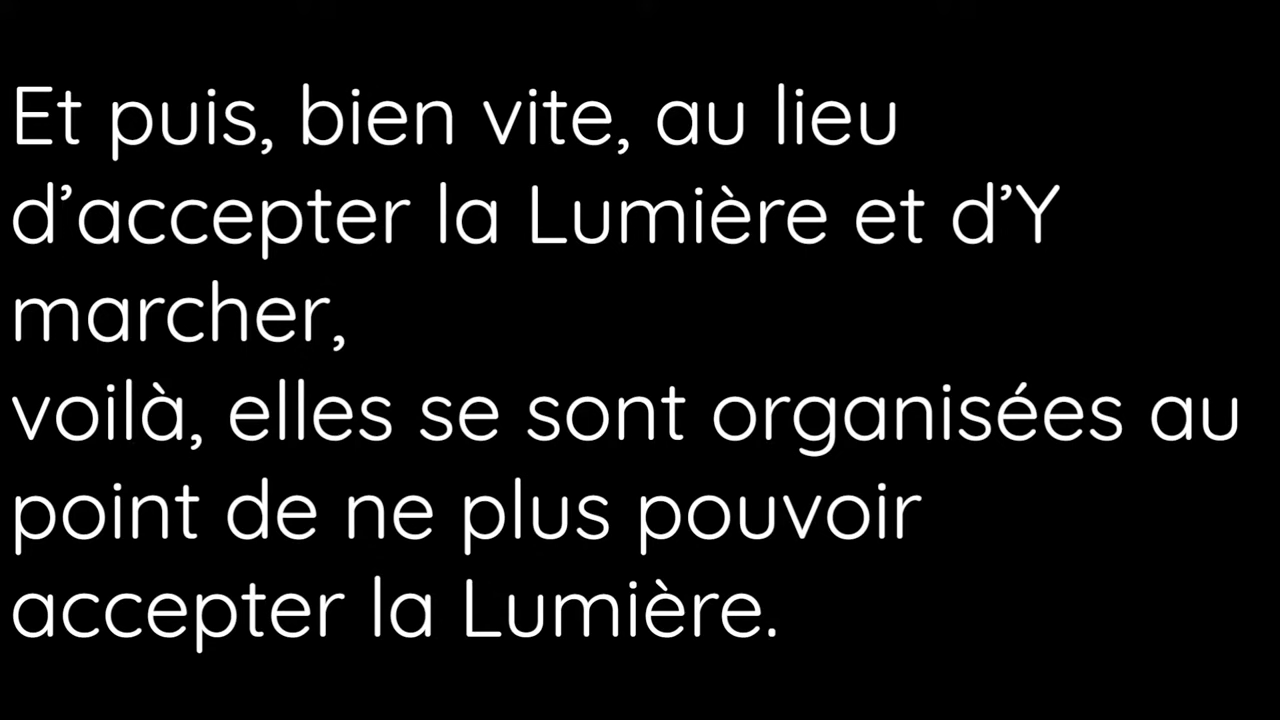 Et puis, bien vite, au lieu
d’accepter la Lumière et d’Y
marcher,
voilà, elles se sont organisées au
point de ne plus pouvoir
accepter la Lumière.